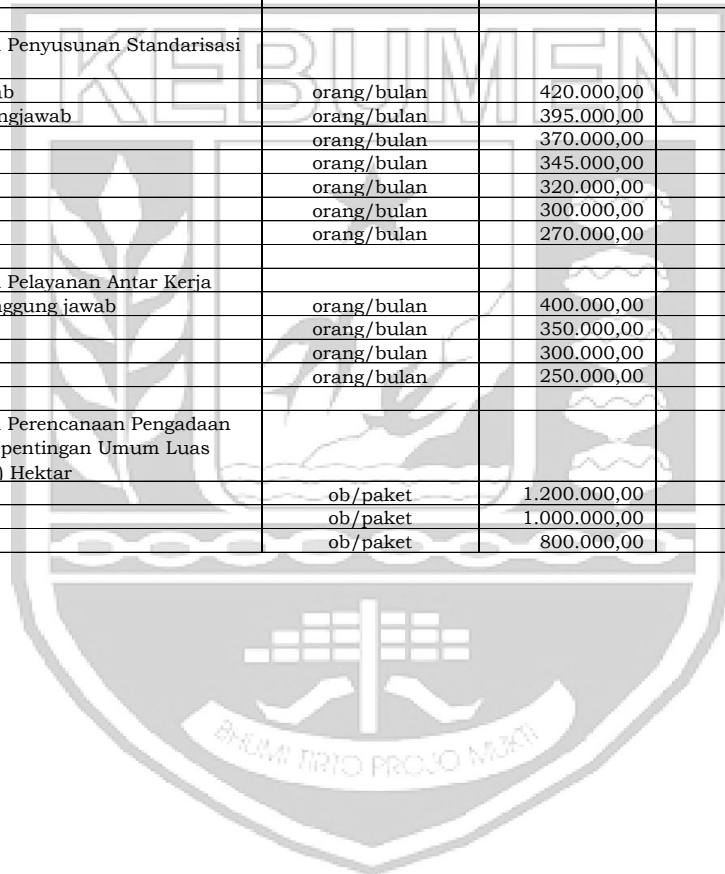 KEBUMEN
Penyusunan Standarisasi
ab orang/bulan 420.000,00
ngjawab orang/bulan 395.000,00
orang/bulan 370.000,00
orang/bulan 345.000,00
orang/bulan 320.000,00
orang/bulan 300.000,00
orang/bulan 270.000,00
Pelayanan Antar Kerja
ggung jawab orang/bulan 400.000,00
orang/bulan 350.000,00
orang/bulan 300.000,00
orang/bulan 250.000,00
Perencanaan Pengadaan
pentingan Umum Luas
) Hektar
ob/paket 1.200.000,00
ob/paket 1.000.000,00
ob/paket 800.000,00
BHUMI TIRTO PROJO MUKTI